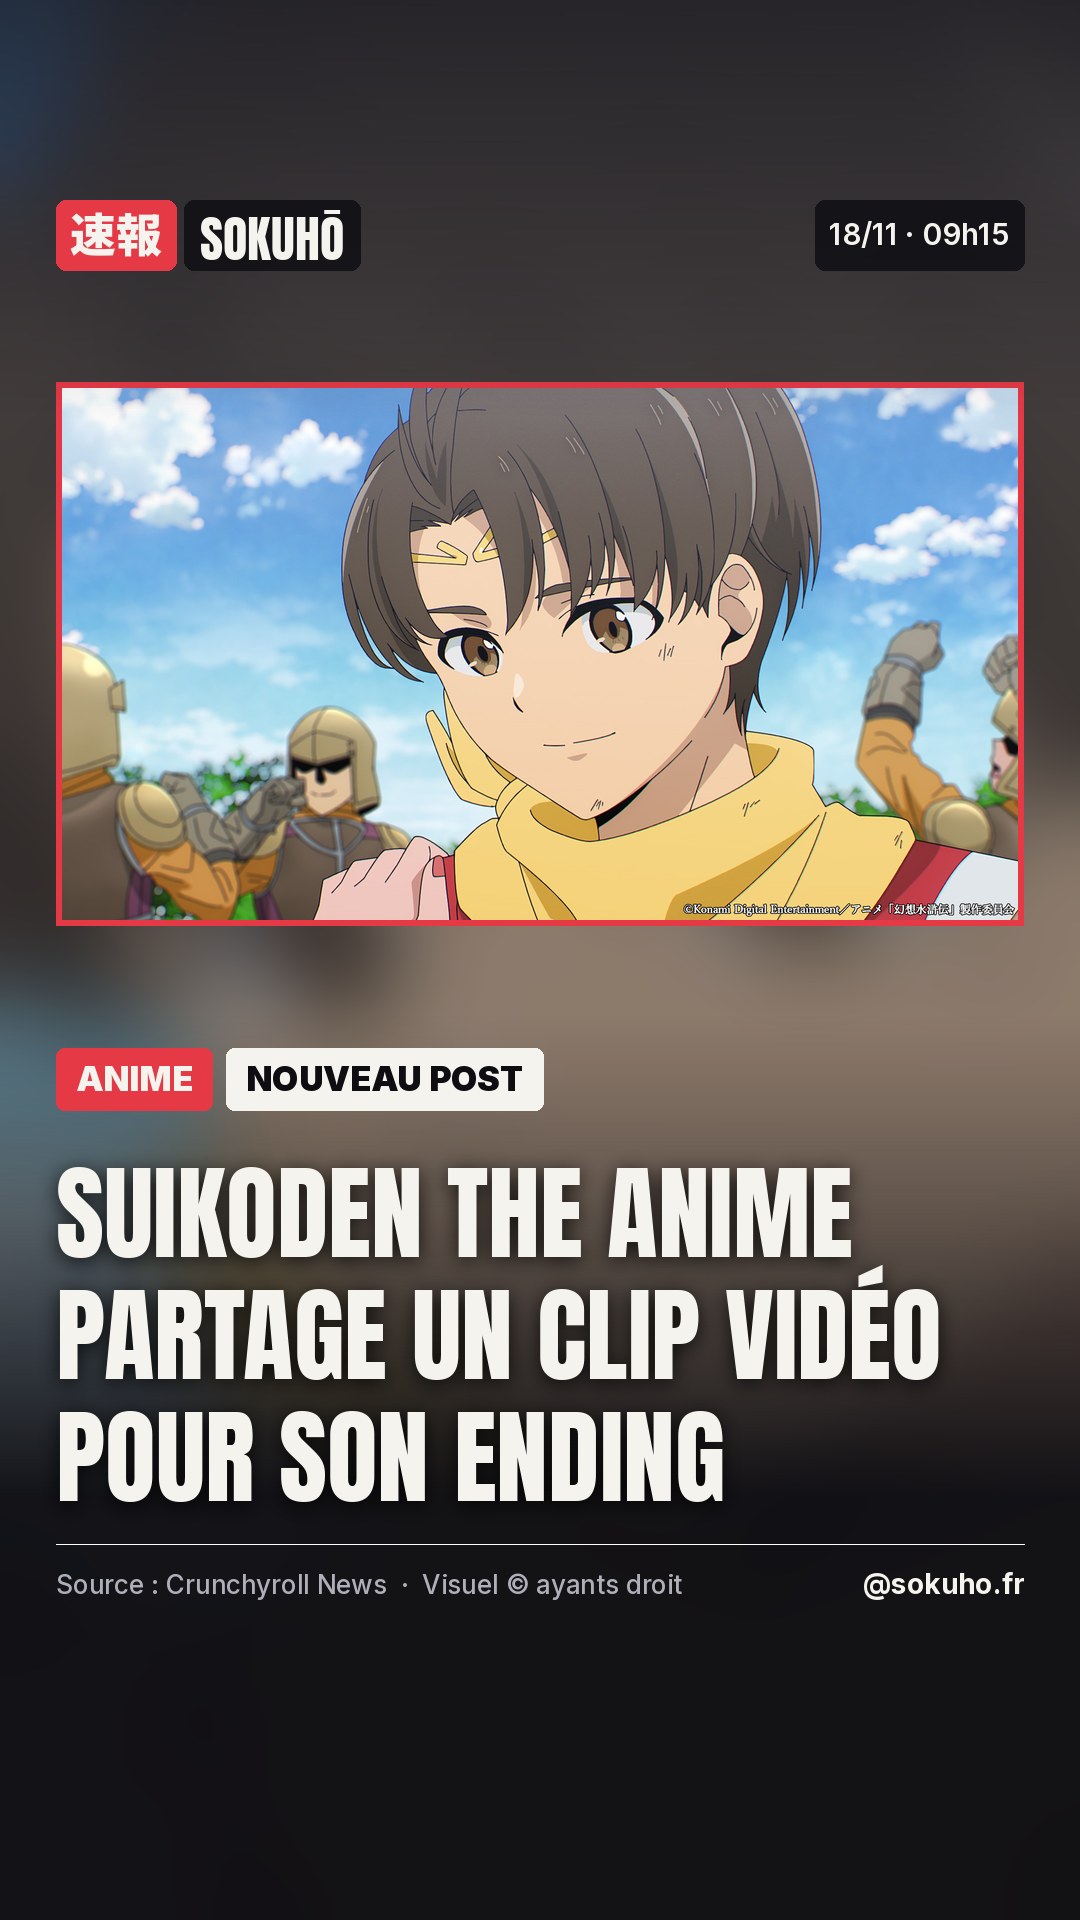 速報 SOKUHŌ
18/11 · 09h15
©Konami Digital Entertainment／アニメ「幻想水滸伝」製作委員会
ANIME NOUVEAU POST
SUIKODEN THE ANIME
PARTAGE UN CLIP VIDÉO
POUR SON ENDING
Source : Crunchyroll News · Visuel © ayants droit
@sokuho.fr